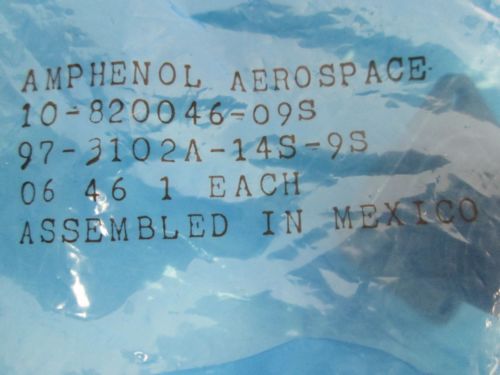 AMPHENOL AEROSPACE
10-820046-09S
97-3102A-14S-9S
06 46 1 EACH
ASSEMBLED IN MEXICO